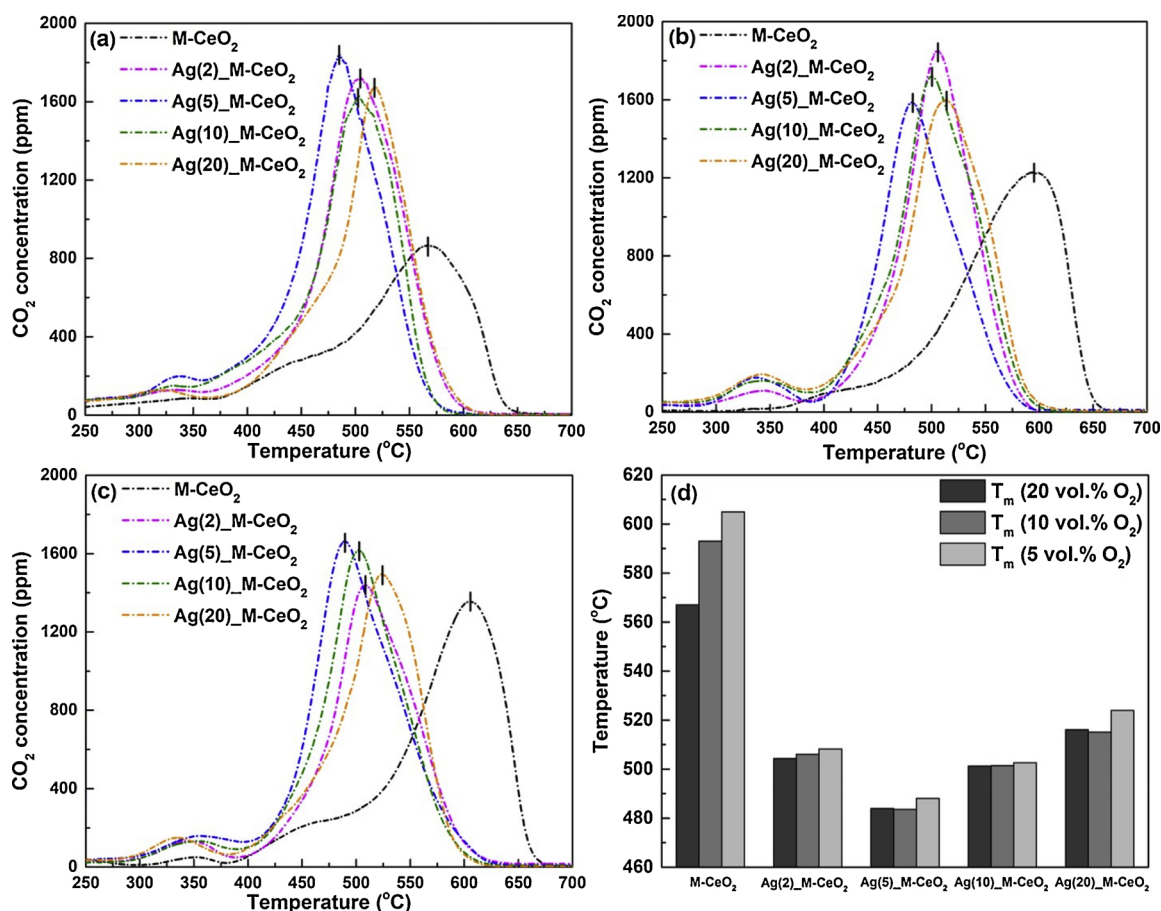 (a)
M-CeO₂
Ag(2)_M-CeO₂
Ag(5)_M-CeO₂
Ag(10)_M-CeO₂
Ag(20)_M-CeO₂
CO₂ concentration (ppm)
2000
1600
1200
800
400
0
250 300 350 400 450 500 550 600 650 700
Temperature (°C)
(b)
M-CeO₂
Ag(2)_M-CeO₂
Ag(5)_M-CeO₂
Ag(10)_M-CeO₂
Ag(20)_M-CeO₂
CO₂ concentration (ppm)
2000
1600
1200
800
400
0
250 300 350 400 450 500 550 600 650 700
Temperature (°C)
(c)
M-CeO₂
Ag(2)_M-CeO₂
Ag(5)_M-CeO₂
Ag(10)_M-CeO₂
Ag(20)_M-CeO₂
CO₂ concentration (ppm)
2000
1600
1200
800
400
0
250 300 350 400 450 500 550 600 650 700
Temperature (°C)
(d)
Tₘ (20 vol.% O₂)
Tₘ (10 vol.% O₂)
Tₘ (5 vol.% O₂)
Temperature (°C)
620
600
580
560
540
520
500
480
460
M-CeO₂ Ag(2)_M-CeO₂ Ag(5)_M-CeO₂ Ag(10)_M-CeO₂ Ag(20)_M-CeO₂